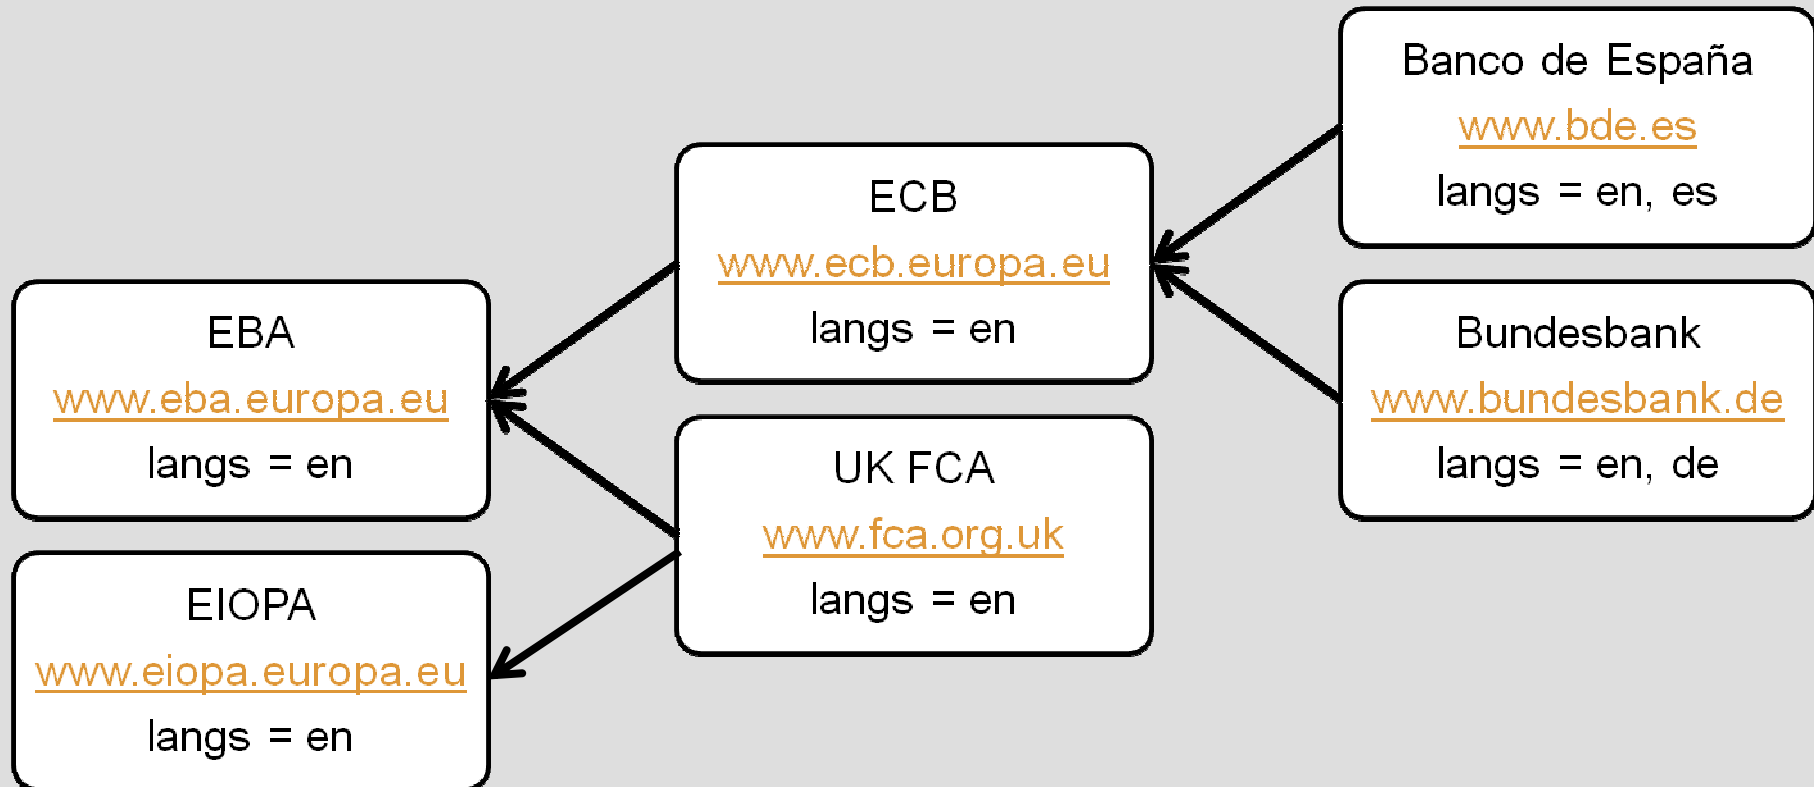 EBA
www.eba.europa.eu
langs = en
EIOPA
www.eiopa.europa.eu
langs = en
ECB
www.ecb.europa.eu
langs = en
UK FCA
www.fca.org.uk
langs = en
Banco de España
www.bde.es
langs = en, es
Bundesbank
www.bundesbank.de
langs = en, de